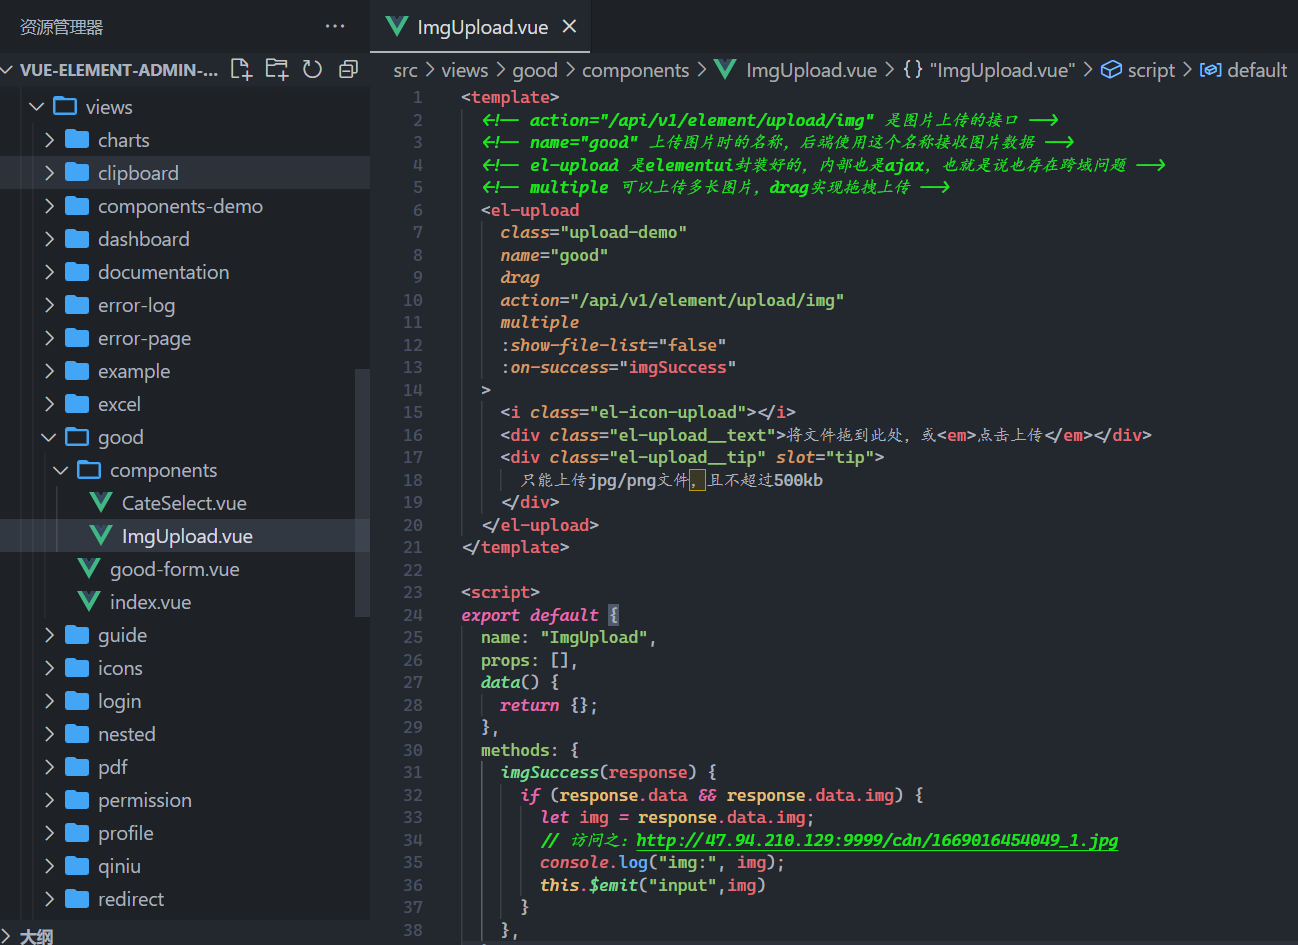 资源管理器
ImgUpload.vue
VUE-ELEMENT-ADMIN-...
src > views > good > components > ImgUpload.vue > {} "ImgUpload.vue" > script > default
views
charts
clipboard
components-demo
dashboard
documentation
error-log
error-page
example
excel
good
components
CateSelect.vue
ImgUpload.vue
good-form.vue
index.vue
guide
icons
login
nested
pdf
permission
profile
qiniu
redirect
大纲
1 <template>
2 <!-- action="/api/v1/element/upload/img" 是图片上传的接口 -->
3 <!-- name="good" 上传图片时的名称，后端使用这个名称接收图片数据 -->
4 <!-- el-upload 是elementui封装好的，内部也是ajax，也就是说也存在跨域问题 -->
5 <!-- multiple 可以上传多长图片，drag实现拖拽上传 -->
6 <el-upload
7 class="upload-demo"
8 name="good"
9 drag
10 action="/api/v1/element/upload/img"
11 multiple
12 :show-file-list="false"
13 :on-success="imgSuccess"
14 >
15 <i class="el-icon-upload"></i>
16 <div class="el-upload__text">将文件拖到此处，或<em>点击上传</em></div>
17 <div class="el-upload__tip" slot="tip">
18 只能上传jpg/png文件，且不超过500kb
19 </div>
20 </el-upload>
21 </template>
22
23 <script>
24 export default {
25 name: "ImgUpload",
26 props: [],
27 data() {
28 return {};
29 },
30 methods: {
31 imgSuccess(response) {
32 if (response.data && response.data.img) {
33 let img = response.data.img;
34 // 访问之：http://47.94.210.129:9999/cdn/1669016454049_1.jpg
35 console.log("img:", img);
36 this.$emit("input",img)
37 }
38 },